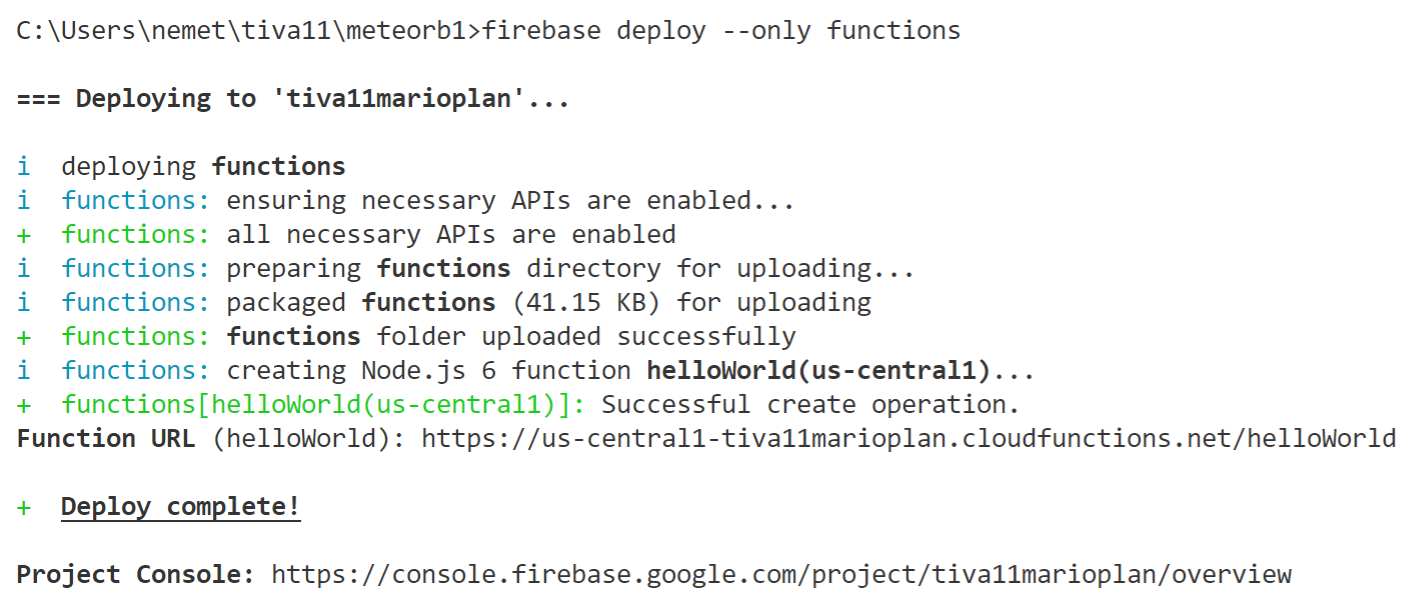 C:\Users\nemet\tiva11\meteorb1>firebase deploy --only functions
=== Deploying to 'tiva11marioplan'...
i  deploying functions
i  functions: ensuring necessary APIs are enabled...
+  functions: all necessary APIs are enabled
i  functions: preparing functions directory for uploading...
i  functions: packaged functions (41.15 KB) for uploading
+  functions: functions folder uploaded successfully
i  functions: creating Node.js 6 function helloWorld(us-central1)...
+  functions[helloWorld(us-central1)]: Successful create operation.
Function URL (helloWorld): https://us-central1-tiva11marioplan.cloudfunctions.net/helloWorld
+  Deploy complete!
Project Console: https://console.firebase.google.com/project/tiva11marioplan/overview